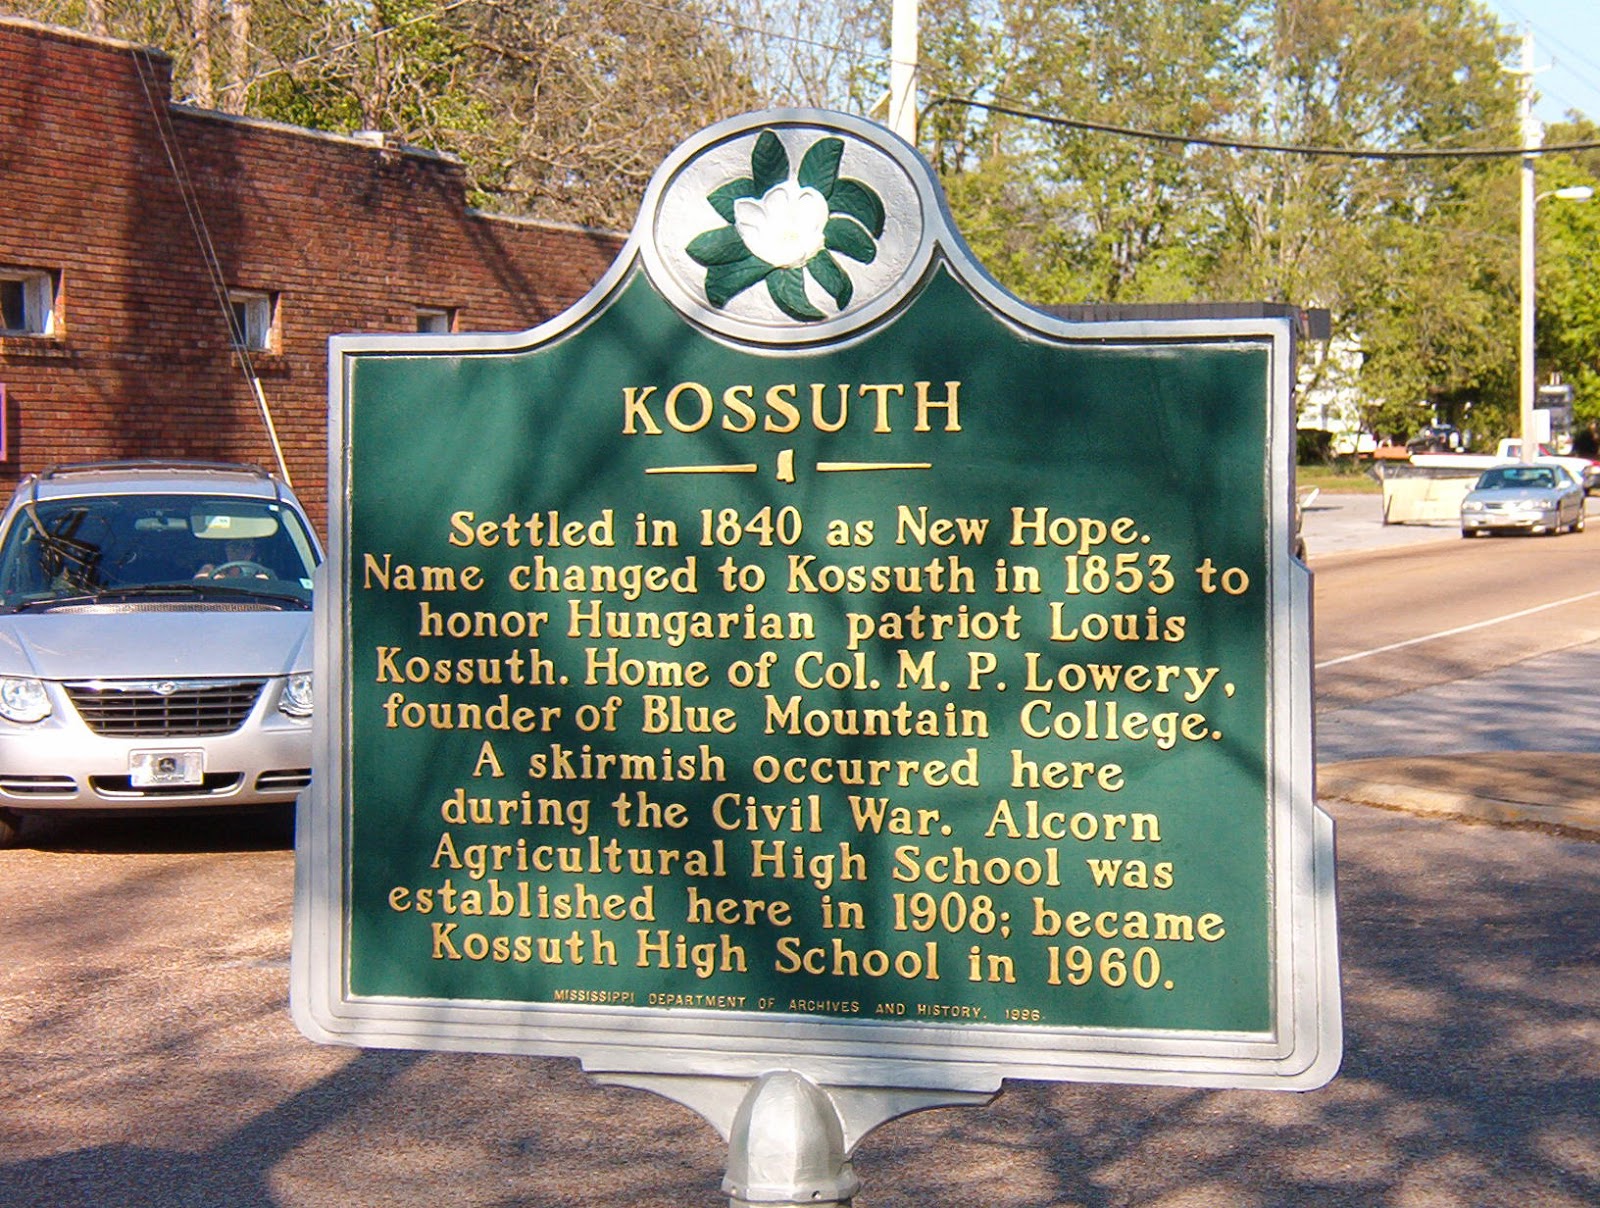 KOSSUTH
Settled in 1840 as New Hope.
Name changed to Kossuth in 1853 to
honor Hungarian patriot Louis
Kossuth. Home of Col. M. P. Lowery,
founder of Blue Mountain College.
A skirmish occurred here
during the Civil War. Alcorn
Agricultural High School was
established here in 1908; became
Kossuth High School in 1960.
MISSISSIPPI DEPARTMENT OF ARCHIVES AND HISTORY, 1996.